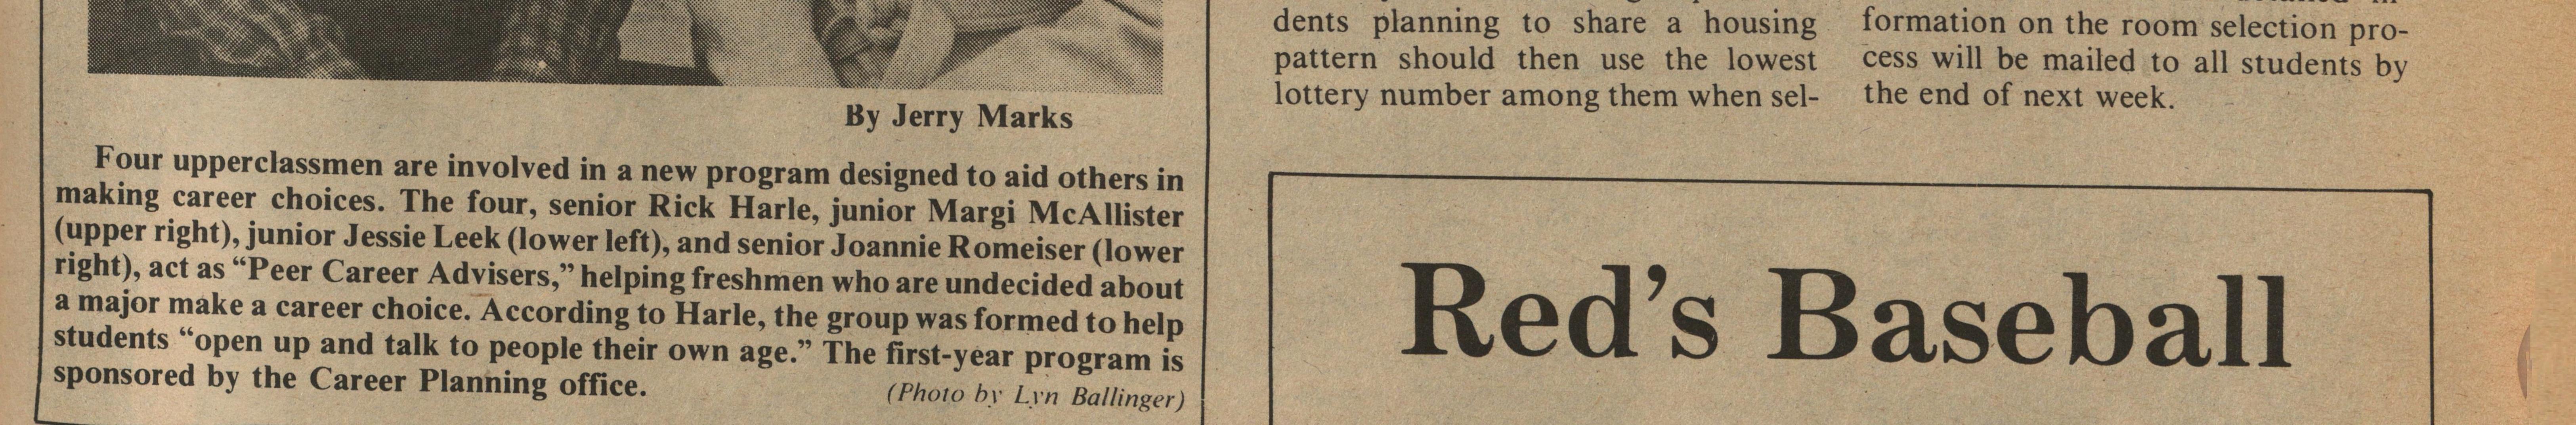 By Jerry Marks
Four upperclassmen are involved in a new program designed to aid others in
making career choices. The four, senior Rick Harle, junior Margi McAllister
(upper right), junior Jessie Leek (lower left), and senior Joannie Romeiser (lower
right), act as “Peer Career Advisers,” helping freshmen who are undecided about
a major make a career choice. According to Harle, the group was formed to help
students “open up and talk to people their own age.” The first-year program is
sponsored by the Career Planning office.
(Photo by Lyn Ballinger)
dents planning to share a housing
pattern should then use the lowest
lottery number among them when sel-
formation on the room selection pro-
cess will be mailed to all students by
the end of next week.
Red’s Baseball